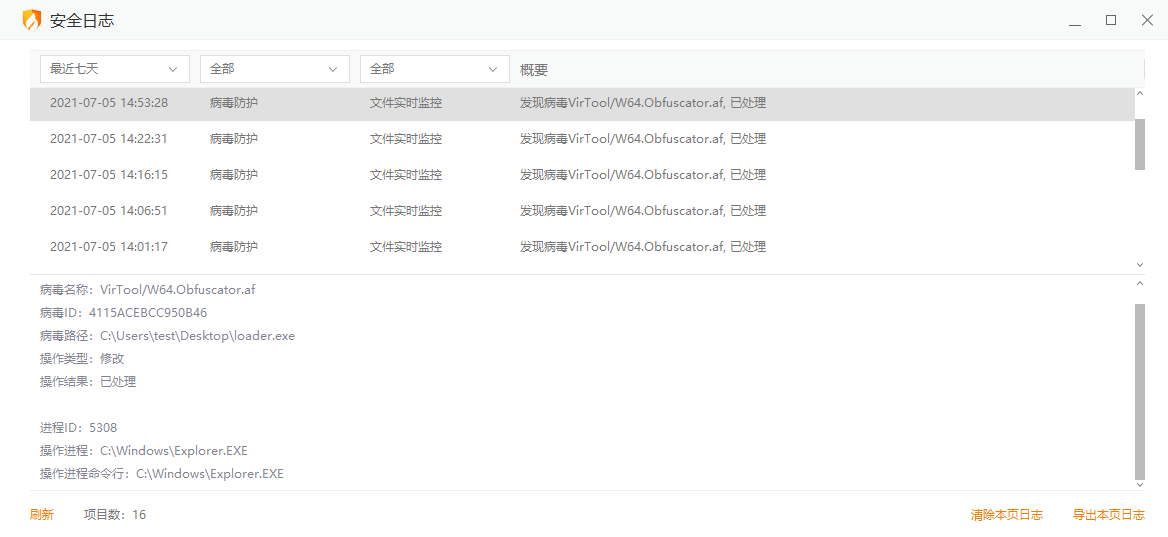 安全日志
最近七天 全部 全部 概要
2021-07-05 14:53:28 病毒防护 文件实时监控 发现病毒VirTool/W64.Obfuscator.af, 已处理
2021-07-05 14:22:31 病毒防护 文件实时监控 发现病毒VirTool/W64.Obfuscator.af, 已处理
2021-07-05 14:16:15 病毒防护 文件实时监控 发现病毒VirTool/W64.Obfuscator.af, 已处理
2021-07-05 14:06:51 病毒防护 文件实时监控 发现病毒VirTool/W64.Obfuscator.af, 已处理
2021-07-05 14:01:17 病毒防护 文件实时监控 发现病毒VirTool/W64.Obfuscator.af, 已处理
病毒名称：VirTool/W64.Obfuscator.af
病毒ID：4115ACEBCC950B46
病毒路径：C:\Users\test\Desktop\loader.exe
操作类型：修改
操作结果：已处理
进程ID：5308
操作进程：C:\Windows\Explorer.EXE
操作进程命令行：C:\Windows\Explorer.EXE
刷新 项目数：16 清除本页日志 导出本页日志